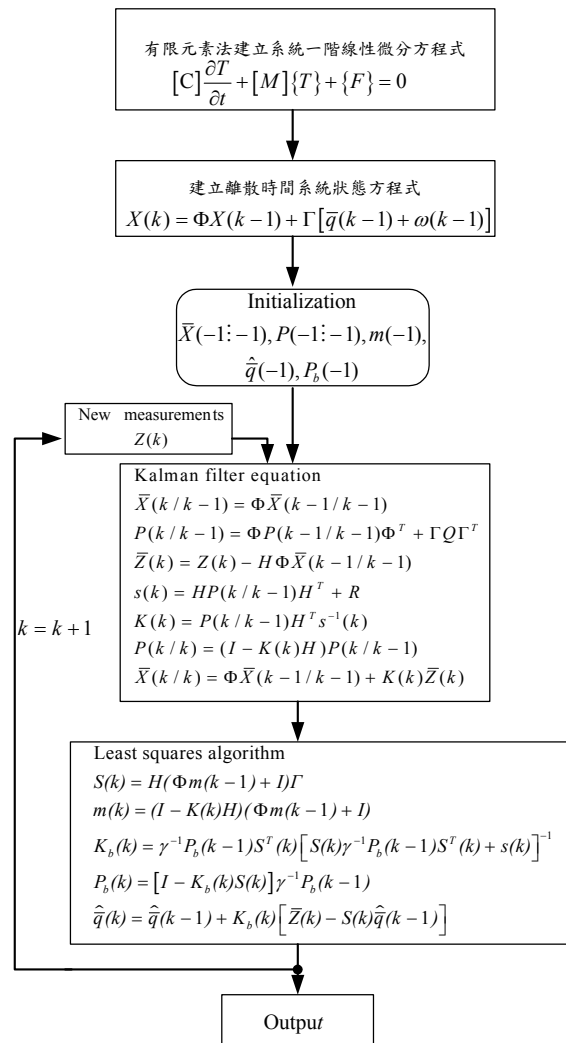 有限元素法建立系統一階線性微分方程式
[C]∂T/∂t + [M]{T} + {F} = 0
建立離散時間系統狀態方程式
X(k) = ΦX(k−1) + Γ[q̄(k−1) + ω(k−1)]
Initialization
X̄(−1⋮−1), P(−1⋮−1), m(−1),
q̄̂(−1), P_b(−1)
New measurements
Z(k)
Kalman filter equation
X̄(k/k−1) = ΦX̄(k−1/k−1)
P(k/k−1) = ΦP(k−1/k−1)Φ^T + ΓQΓ^T
Z̄(k) = Z(k) − HΦX̄(k−1/k−1)
s(k) = HP(k/k−1)H^T + R
K(k) = P(k/k−1)H^T s^{-1}(k)
P(k/k) = (I − K(k)H)P(k/k−1)
X̄(k/k) = ΦX̄(k−1/k−1) + K(k)Z̄(k)
k = k + 1
Least squares algorithm
S(k) = H(Φm(k−1) + I)Γ
m(k) = (I − K(k)H)(Φm(k−1) + I)
K_b(k) = γ^{-1}P_b(k−1)S^T(k)[S(k)γ^{-1}P_b(k−1)S^T(k) + s(k)]^{-1}
P_b(k) = [I − K_b(k)S(k)]γ^{-1}P_b(k−1)
q̄̂(k) = q̄̂(k−1) + K_b(k)[Z̄(k) − S(k)q̄̂(k−1)]
Output